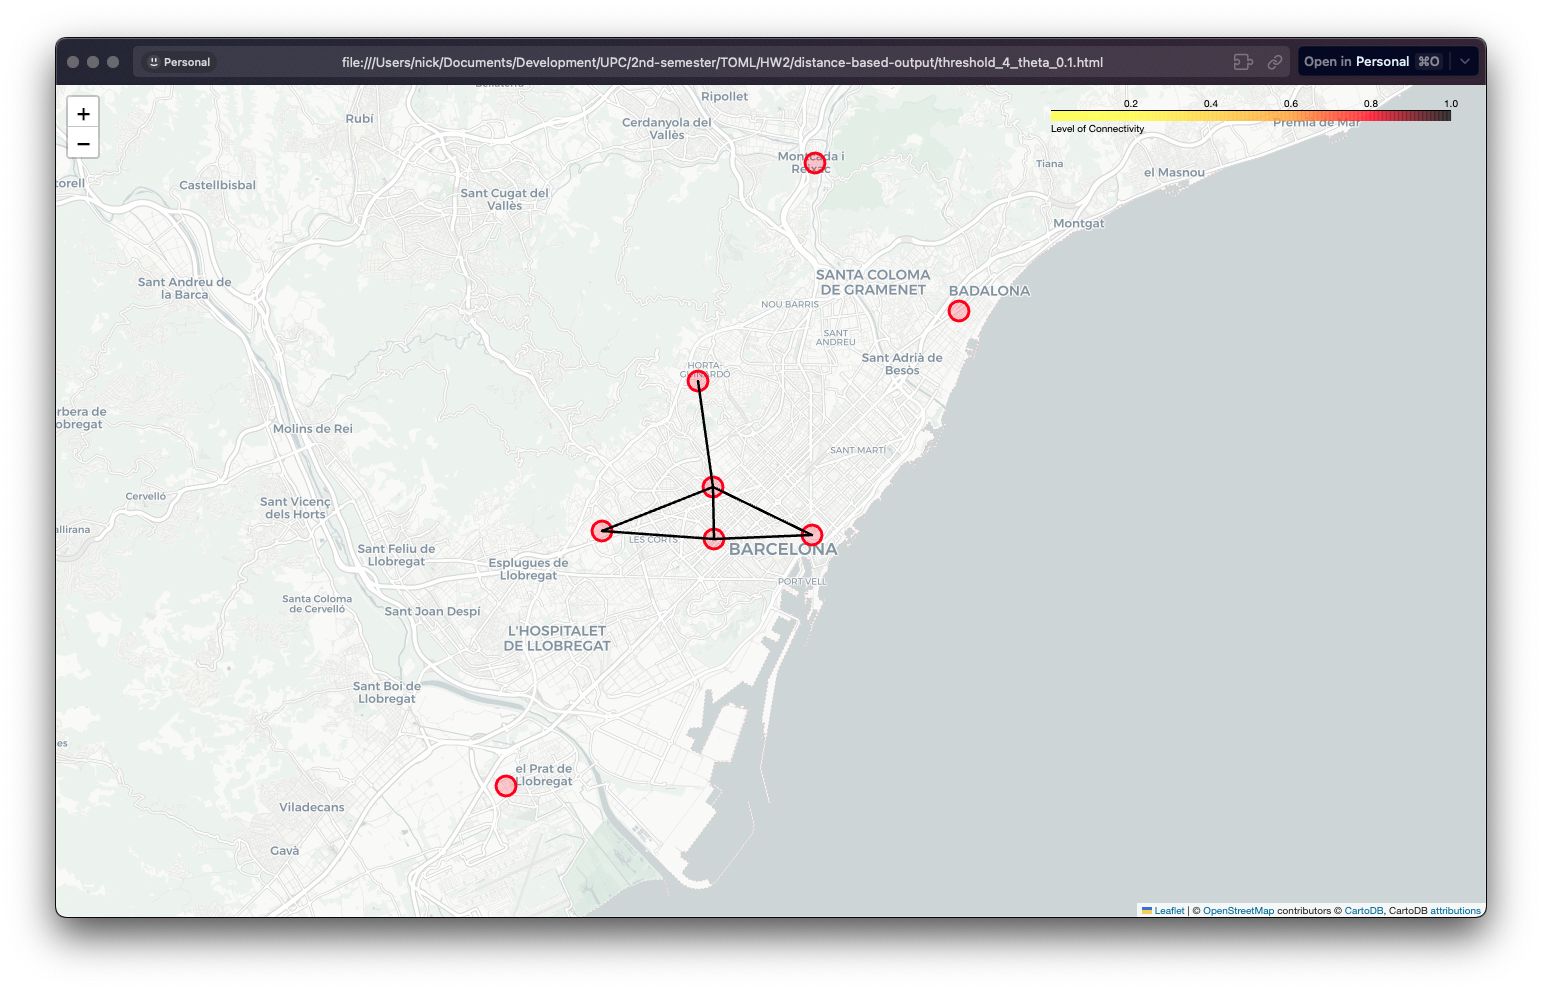 Personal
file:///Users/nick/Documents/Development/UPC/2nd-semester/TOML/HW2/distance-based-output/threshold_4_theta_0.1.html
Open in Personal ⌘O
+
−
0.2 0.4 0.6 0.8 1.0
Level of Connectivity
Premià de Mar
Ripollet
Rubí
Cerdanyola del
Vallès
Montcada i
Reixac
Tiana
el Masnou
torell
Castellbisbal
Sant Cugat del
Vallès
Montgat
Sant Andreu de
la Barca
SANTA COLOMA
DE GRAMENET
BADALONA
NOU BARRIS
SANT
ANDREU
Sant Adrià de
Besòs
HORTA-
GUINARDÓ
rbera de
obregat
Molins de Rei
SANT MARTÍ
Cervelló
Sant Vicenç
dels Horts
allirana
LES CORTS
BARCELONA
Sant Feliu de
Llobregat
Esplugues de
Llobregat
PORT VELL
Santa Coloma
de Cervelló
Sant Joan Despí
L'HOSPITALET
DE LLOBREGAT
Sant Boi de
Llobregat
es
el Prat de
Llobregat
Viladecans
Gavà
Leaflet | © OpenStreetMap contributors © CartoDB, CartoDB attributions